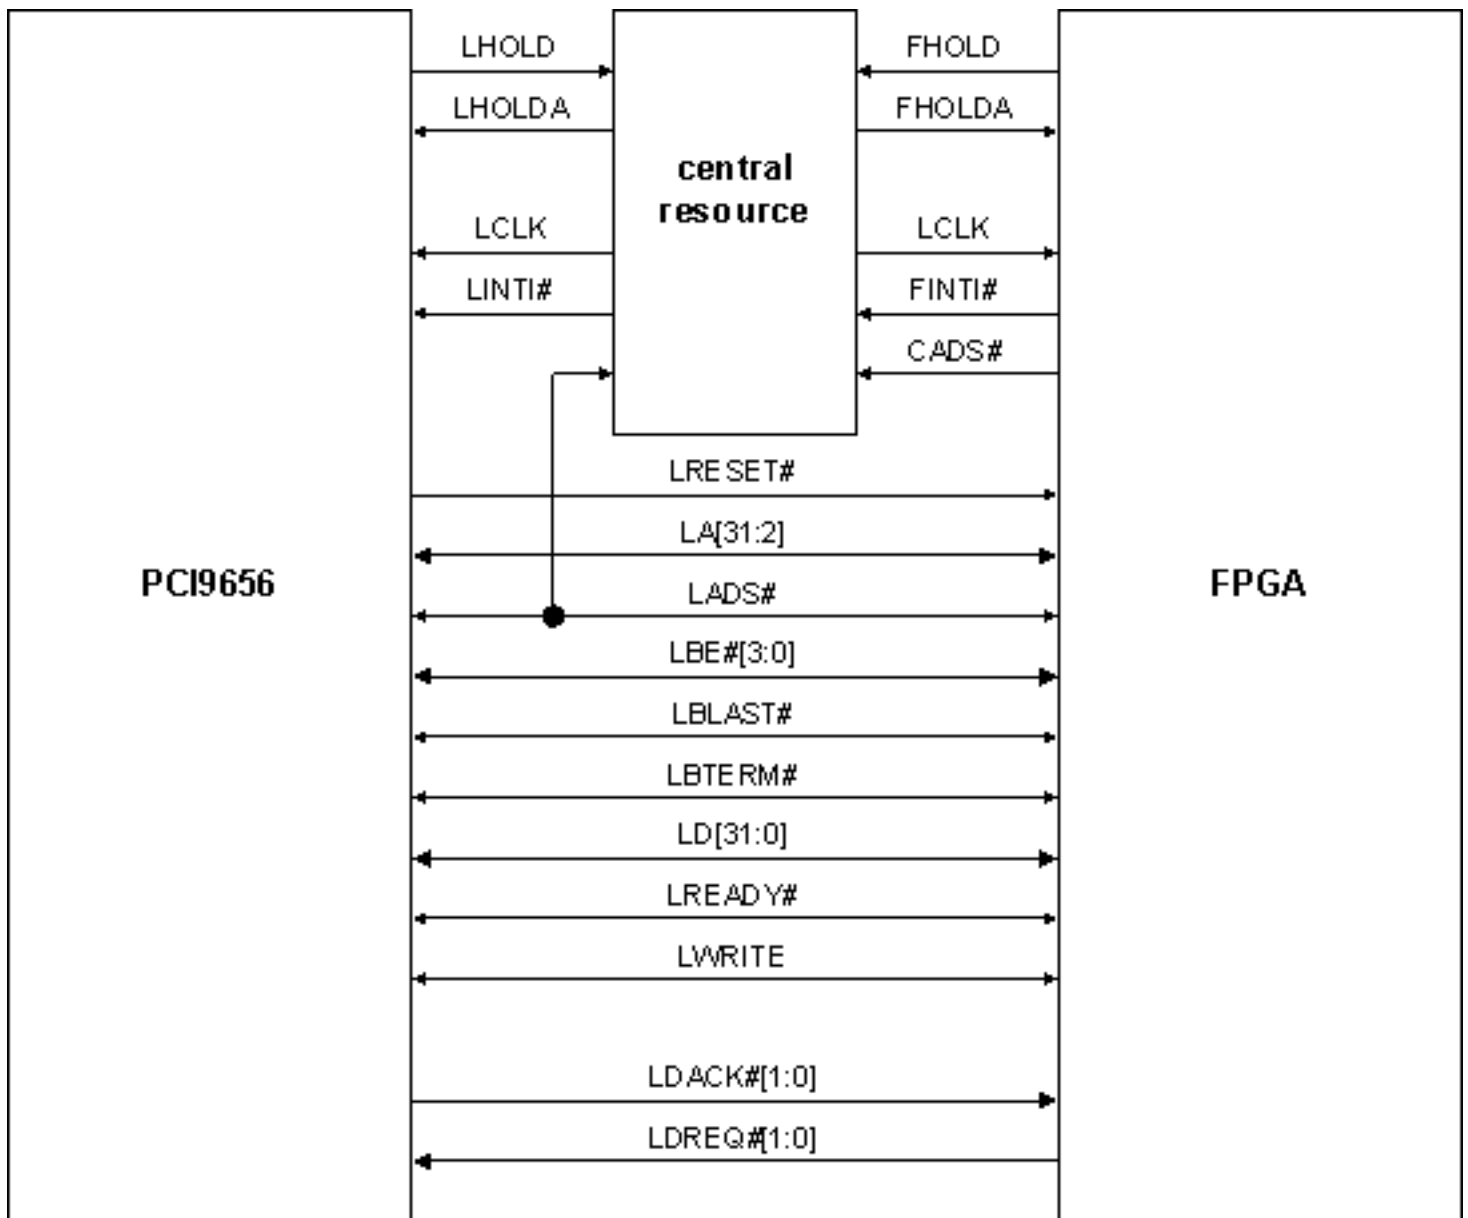 LHOLD
FHOLD
LHOLDA
FHOLDA
central
resource
LCLK
LCLK
LINTI#
FINTI#
CADS#
LRESET#
LA[31:2]
PCI9656
LADS#
FPGA
LBE#[3:0]
LBLAST#
LBTERM#
LD[31:0]
LREADY#
LWRITE
LDACK#[1:0]
LDREQ#[1:0]